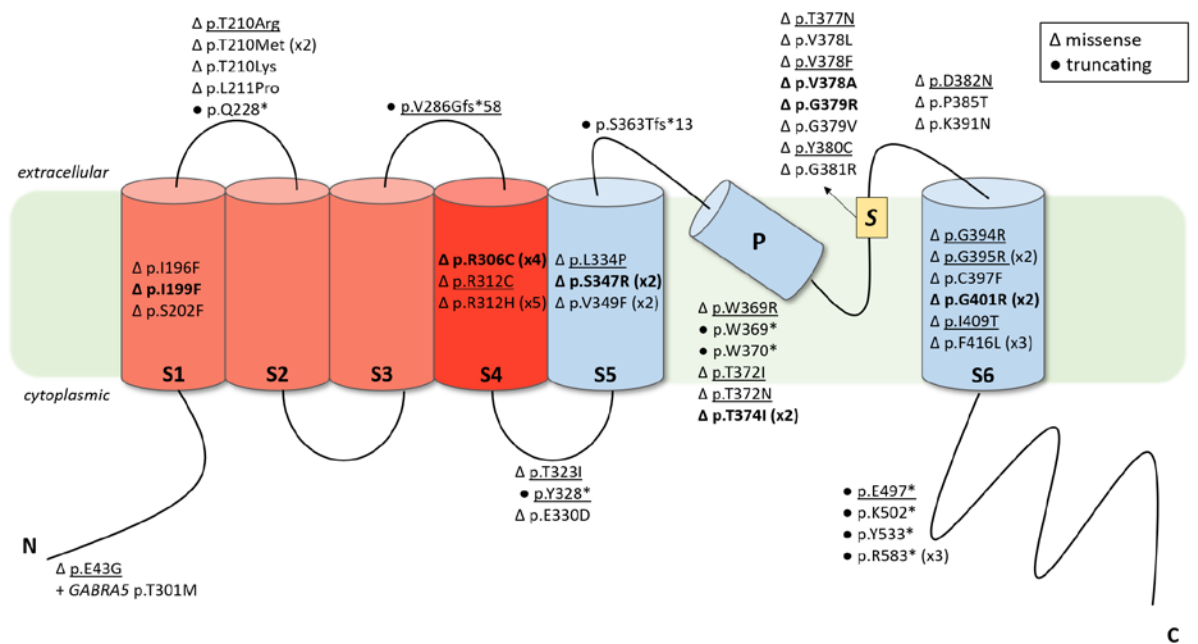 Δ p.T210Arg
Δ p.T210Met (x2)
Δ p.T210Lys
Δ p.L211Pro
● p.Q228*
● p.V286Gfs*58
● p.S363Tfs*13
Δ p.T377N
Δ p.V378L
Δ p.V378F
Δ p.V378A
Δ p.G379R
Δ p.G379V
Δ p.Y380C
Δ p.G381R
Δ p.D382N
Δ p.P385T
Δ p.K391N
Δ missense
● truncating
extracellular
cytoplasmic
Δ p.I196F
Δ p.I199F
Δ p.S202F
S1
S2
S3
Δ p.R306C (x4)
Δ p.R312C
Δ p.R312H (x5)
S4
Δ p.L334P
Δ p.S347R (x2)
Δ p.V349F (x2)
S5
P
S
Δ p.W369R
● p.W369*
● p.W370*
Δ p.T372I
Δ p.T372N
Δ p.T374I (x2)
Δ p.G394R
Δ p.G395R (x2)
Δ p.C397F
Δ p.G401R (x2)
Δ p.I409T
Δ p.F416L (x3)
S6
N
Δ p.E43G
+ GABRA5 p.T301M
Δ p.T323I
● p.Y328*
Δ p.E330D
● p.E497*
● p.K502*
● p.Y533*
● p.R583* (x3)
C